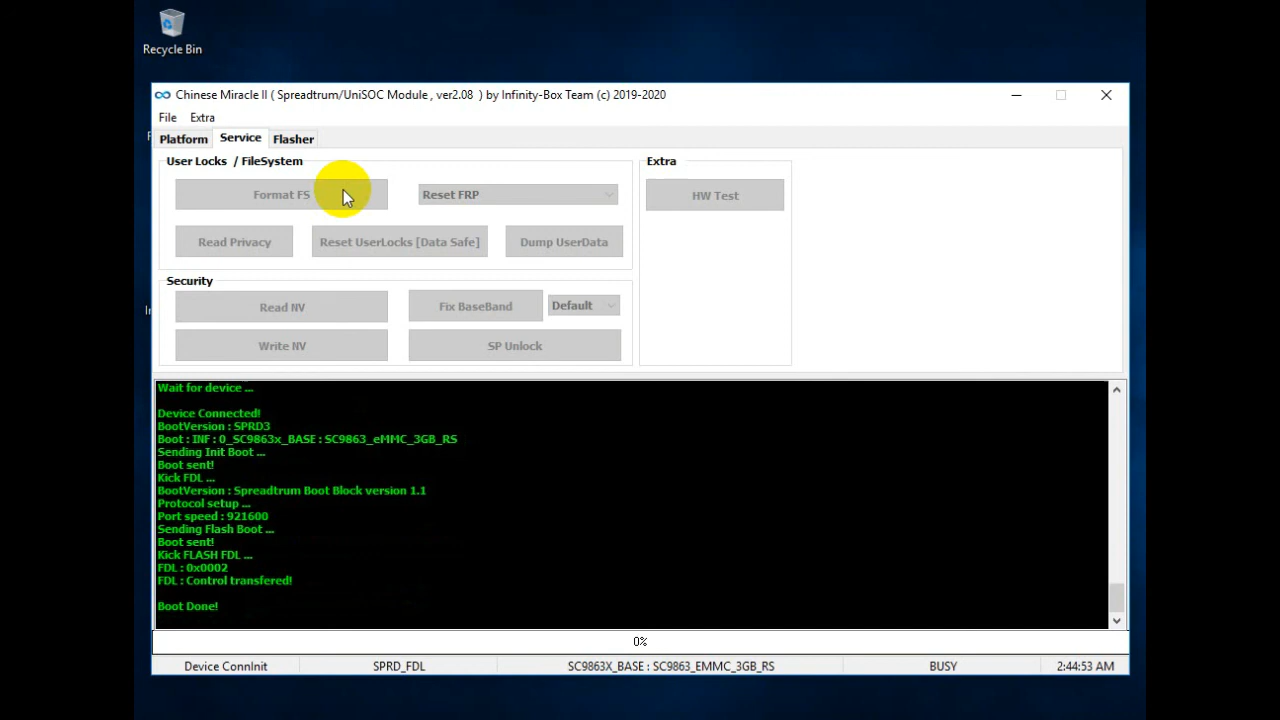 Recycle Bin
Chinese Miracle II ( Spreadtrum/UniSOC Module , ver2.08 ) by Infinity-Box Team (c) 2019-2020
File Extra
Platform Service Flasher
User Locks / FileSystem
Extra
Format FS
Reset FRP
HW Test
Read Privacy
Reset UserLocks [Data Safe]
Dump UserData
Security
Read NV
Fix BaseBand
Default
Write NV
SP Unlock
Wait for device ...
Device Connected!
BootVersion : SPRD3
Boot : INF : 0_SC9863x_BASE : SC9863_eMMC_3GB_RS
Sending Init Boot ...
Boot sent!
Kick FDL ...
BootVersion : Spreadtrum Boot Block version 1.1
Protocol setup ...
Port speed : 921600
Sending Flash Boot ...
Boot sent!
Kick FLASH FDL ...
FDL : 0x0002
FDL : Control transfered!
Boot Done!
0%
Device ConnInit
SPRD_FDL
SC9863X_BASE : SC9863_EMMC_3GB_RS
BUSY
2:44:53 AM